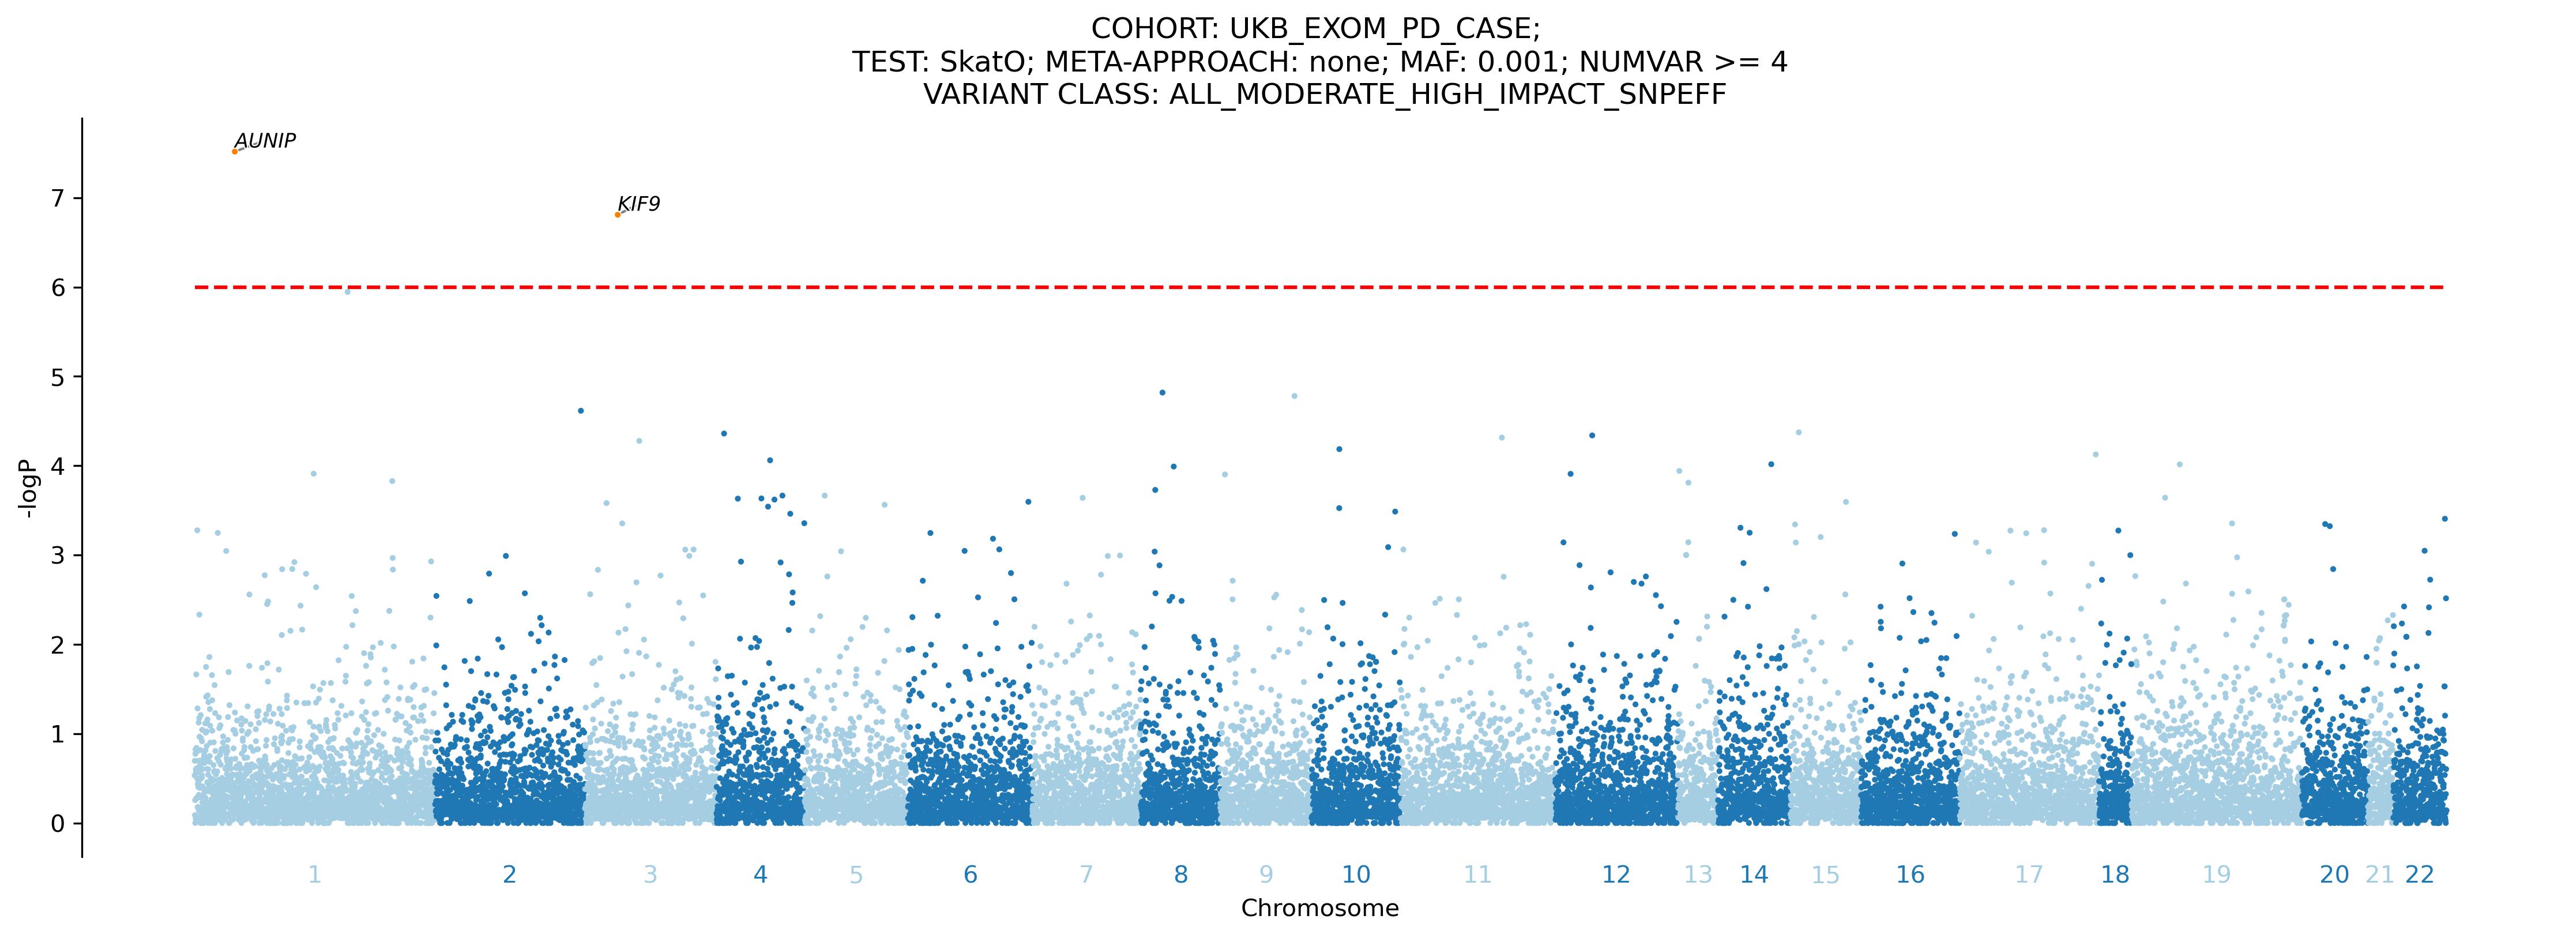 COHORT: UKB_EXOM_PD_CASE;
TEST: SkatO; META-APPROACH: none; MAF: 0.001; NUMVAR >= 4
VARIANT CLASS: ALL_MODERATE_HIGH_IMPACT_SNPEFF
AUNIP
KIF9
7
6
5
4
3
2
1
0
-logP
1 2 3 4 5 6 7 8 9 10 11 12 13 14 15 16 17 18 19 20 21 22
Chromosome